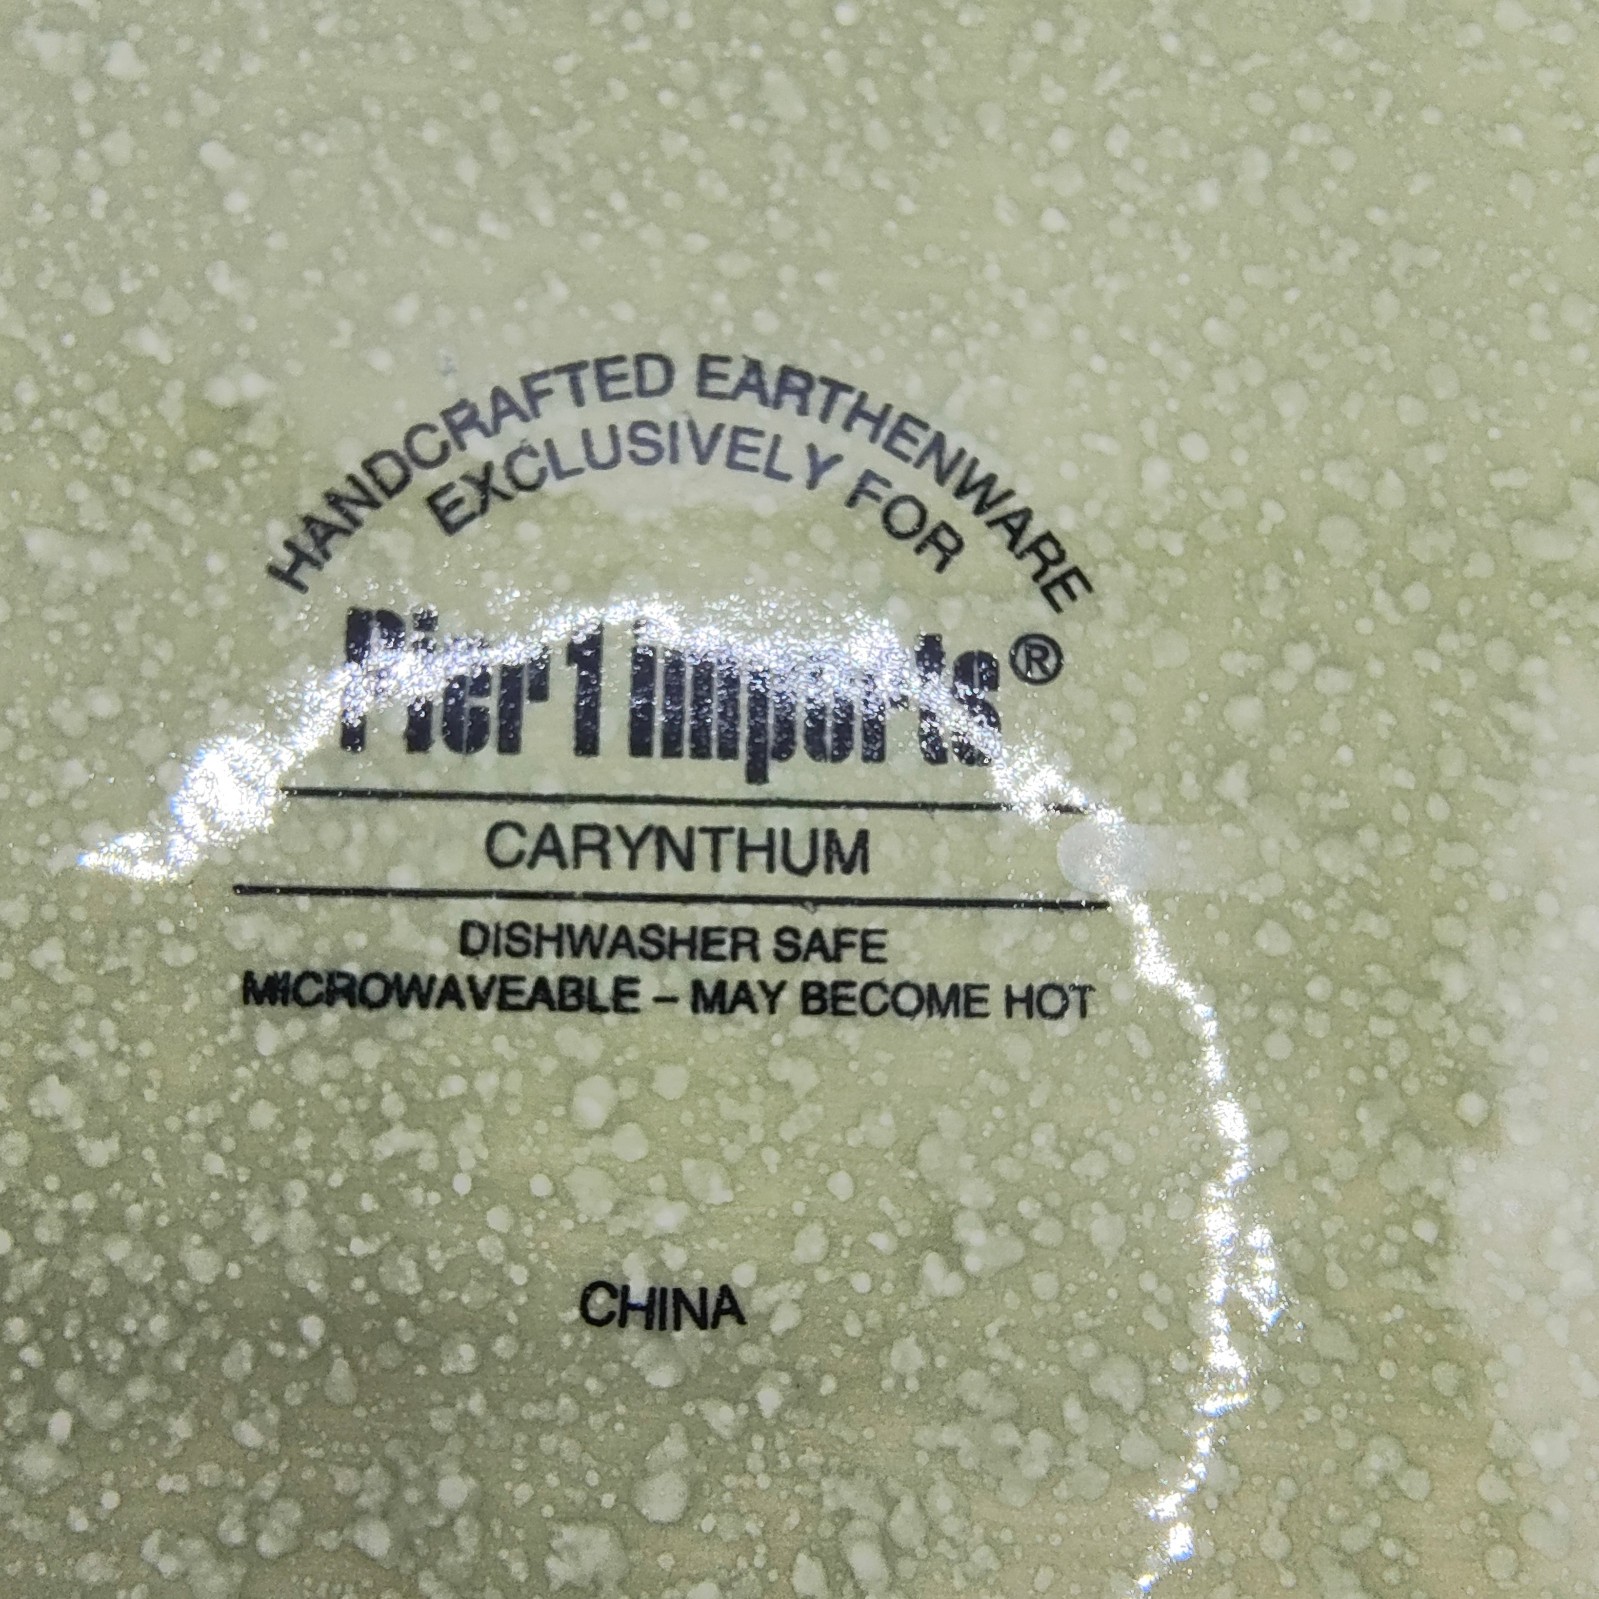 HANDCRAFTED EARTHENWARE
EXCLUSIVELY FOR
Pier 1 imports®
CARYNTHUM
DISHWASHER SAFE
MICROWAVEABLE – MAY BECOME HOT
CHINA